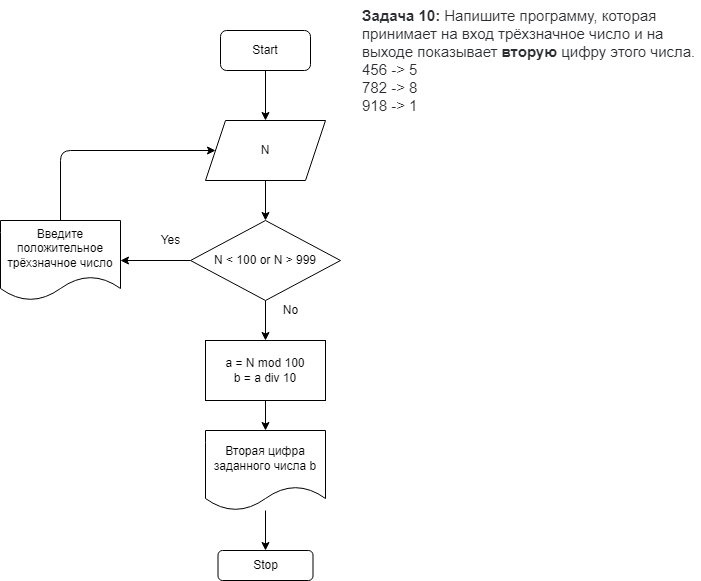 Задача 10: Напишите программу, которая
принимает на вход трёхзначное число и на
выходе показывает вторую цифру этого числа.
456 -> 5
782 -> 8
918 -> 1
Start
N
Введите
положительное
трёхзначное число
Yes
N < 100 or N > 999
No
a = N mod 100
b = a div 10
Вторая цифра
заданного числа b
Stop